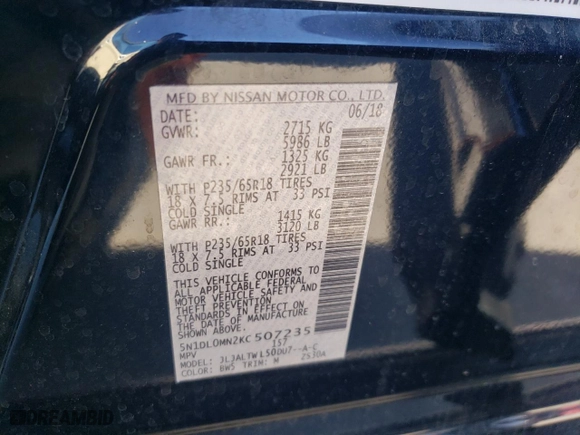 MFD BY NISSAN MOTOR CO., LTD.
DATE: 06/18
GVWR: 2715 KG
5986 LB
GAWR FR.: 1325 KG
2921 LB
WITH P235/65R18 TIRES
18 X 7.5 RIMS AT 33 PSI
COLD SINGLE
GAWR RR.: 1415 KG
3120 LB
WITH P235/65R18 TIRES
18 X 7.5 RIMS AT 33 PSI
COLD SINGLE
THIS VEHICLE CONFORMS TO
ALL APPLICABLE FEDERAL
MOTOR VEHICLE SAFETY AND
THEFT PREVENTION
STANDARDS IN EFFECT ON
THE DATE OF MANUFACTURE
SHOWN ABOVE.
5N1DL0MN2KC507235
MPV 157
MODEL: JLJALTWL50DU7--A-C
COLOR: BW5 TRIM: M
DREAMBID